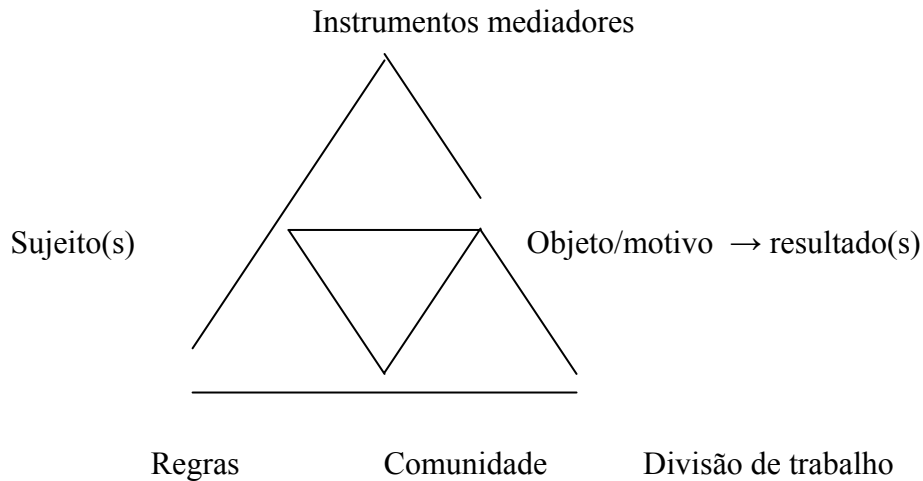 Instrumentos mediadores
Sujeito(s) Objeto/motivo → resultado(s)
Regras Comunidade Divisão de trabalho